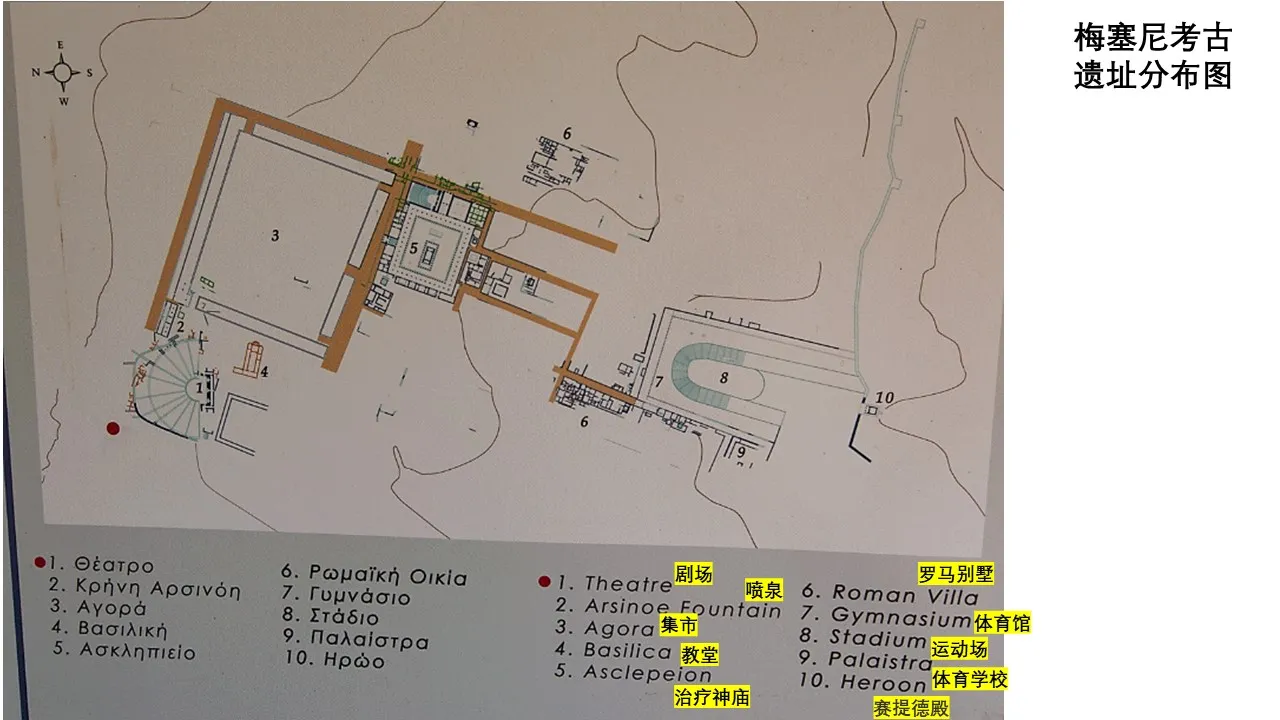 梅塞尼考古
遗址分布图
E
N
S
W
6
3
5
2
1
4
7
8
10
6
9
1. Θέατρο
2. Κρήνη Αρσινόη
3. Αγορά
4. Βασιλική
5. Ασκληπιείο
6. Ρωμαϊκή Οικία
7. Γυμνάσιο
8. Στάδιο
9. Παλαίστρα
10. Ηρώο
1. Theatre 剧场
2. Arsinoe Fountain 喷泉
3. Agora 集市
4. Basilica 教堂
5. Asclepeion
治疗神庙
罗马别墅
6. Roman Villa
7. Gymnasium 体育馆
8. Stadium 运动场
9. Palaistra
10. Heroon 体育学校
赛提德殿